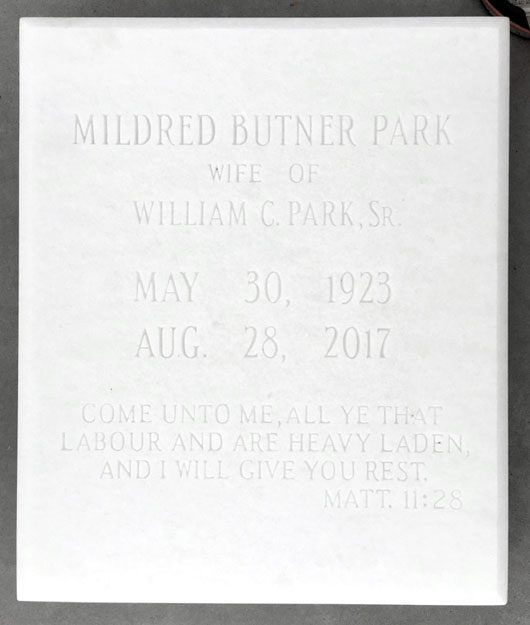 MILDRED BUTNER PARK
WIFE OF
WILLIAM C. PARK, SR.
MAY 30, 1923
AUG. 28, 2017
COME UNTO ME, ALL YE THAT
LABOUR AND ARE HEAVY LADEN,
AND I WILL GIVE YOU REST.
MATT. 11:28